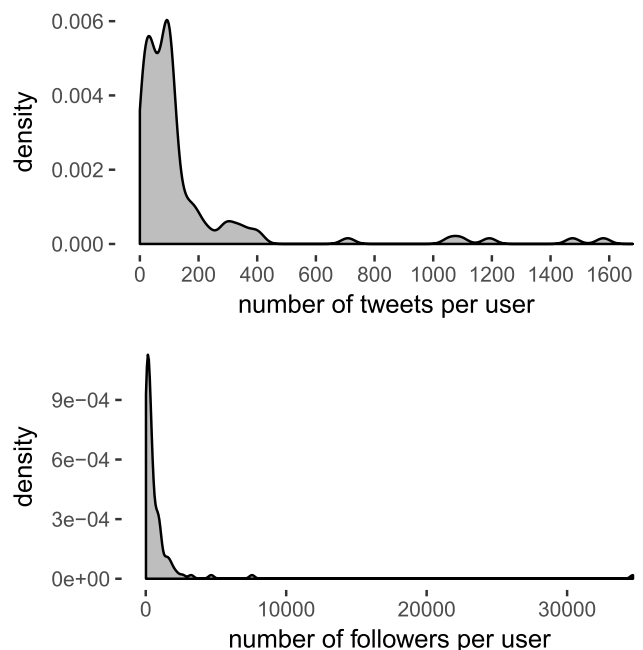 0.006
0.004
0.002
0.000
density
0 200 400 600 800 1000 1200 1400 1600
number of tweets per user
9e−04
6e−04
3e−04
0e+00
density
0 10000 20000 30000
number of followers per user